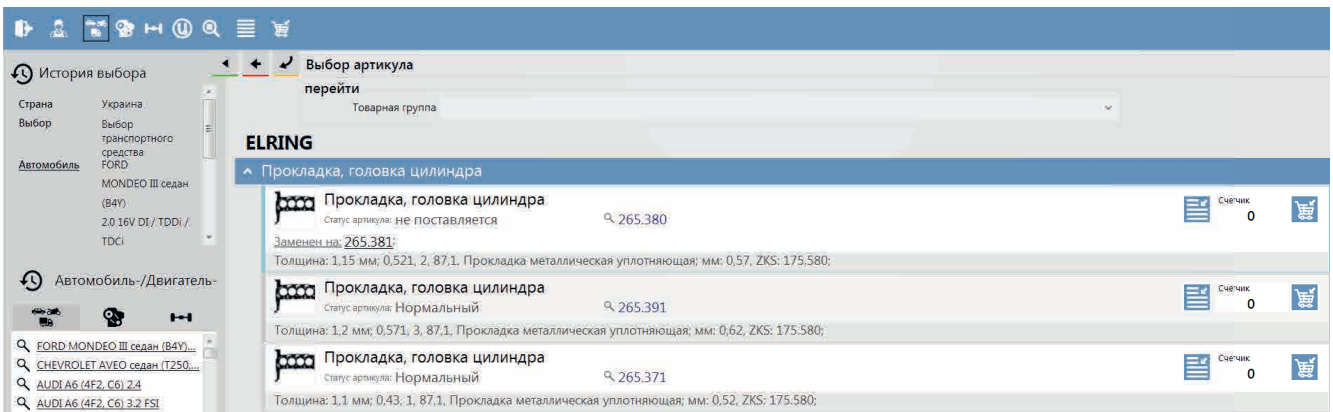 История выбора
Страна Украина
Выбор Выбор
транспортного
средства
Автомобиль FORD
MONDEO III седан
(B4Y)
2.0 16V DI / TDDi /
TDCi
Автомобиль-/Двигатель-
FORD MONDEO III седан (B4Y)...
CHEVROLET AVEO седан (T250,...
AUDI A6 (4F2, C6) 2.4
AUDI A6 (4F2, C6) 3.2 FSI
Выбор артикула
перейти
Товарная группа
ELRING
Прокладка, головка цилиндра
Прокладка, головка цилиндра
Статус артикула: не поставляется 265.380 Счетчик 0
Заменен на: 265.381;
Толщина: 1,15 мм; 0,521, 2, 87,1, Прокладка металлическая уплотняющая; мм: 0,57, ZKS: 175.580;
Прокладка, головка цилиндра
Статус артикула: Нормальный 265.391 Счетчик 0
Толщина: 1,2 мм; 0,571, 3, 87,1, Прокладка металлическая уплотняющая; мм: 0,62, ZKS: 175.580;
Прокладка, головка цилиндра
Статус артикула: Нормальный 265.371 Счетчик 0
Толщина: 1,1 мм; 0,43, 1, 87,1, Прокладка металлическая уплотняющая; мм: 0,52, ZKS: 175.580;